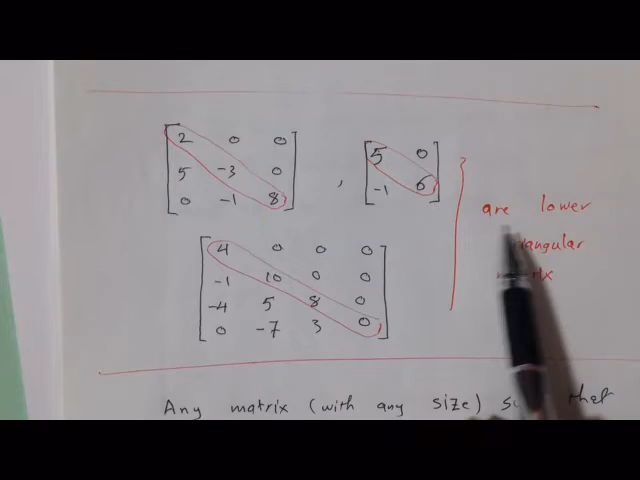 2 0 0
5 -3 0
0 -1 8
,
5 0
-1 6
4 0 0 0
-1 10 0 0
-4 5 8 0
0 -7 3 0
are lower
Any matrix (with any size) that